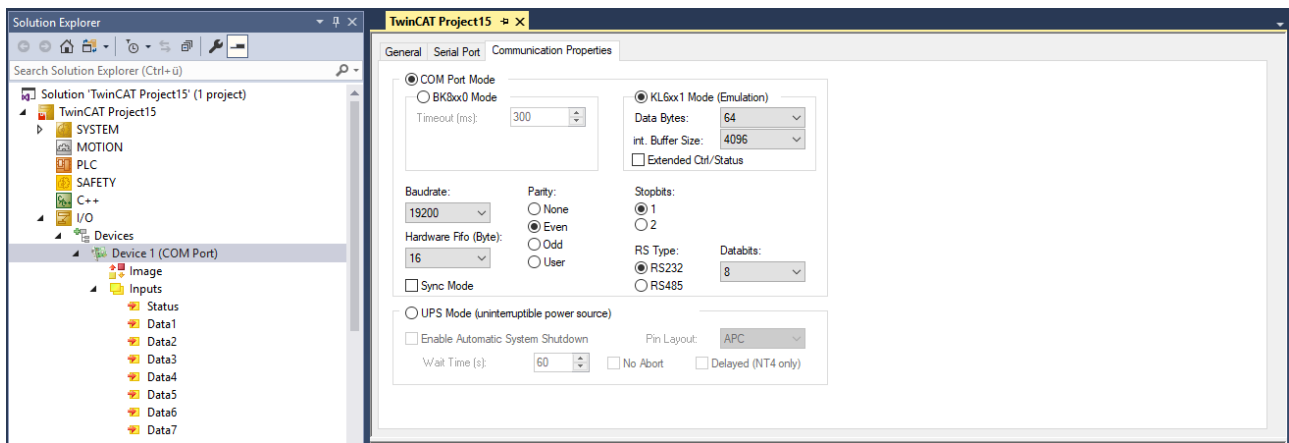 Solution Explorer
Search Solution Explorer (Ctrl+ü)
Solution 'TwinCAT Project15' (1 project)
TwinCAT Project15
SYSTEM
MOTION
PLC
SAFETY
C++
I/O
Devices
Device 1 (COM Port)
Image
Inputs
Status
Data1
Data2
Data3
Data4
Data5
Data6
Data7
TwinCAT Project15
General Serial Port Communication Properties
COM Port Mode
BK8xx0 Mode
Timeout (ms): 300
KL6xx1 Mode (Emulation)
Data Bytes: 64
int. Buffer Size: 4096
Extended Ctrl/Status
Baudrate:
19200
Hardware Fifo (Byte):
16
Sync Mode
Parity:
None
Even
Odd
User
Stopbits:
1
2
RS Type:
RS232
RS485
Databits:
8
UPS Mode (uninterruptible power source)
Enable Automatic System Shutdown Pin Layout: APC
Wait Time (s): 60 No Abort Delayed (NT4 only)